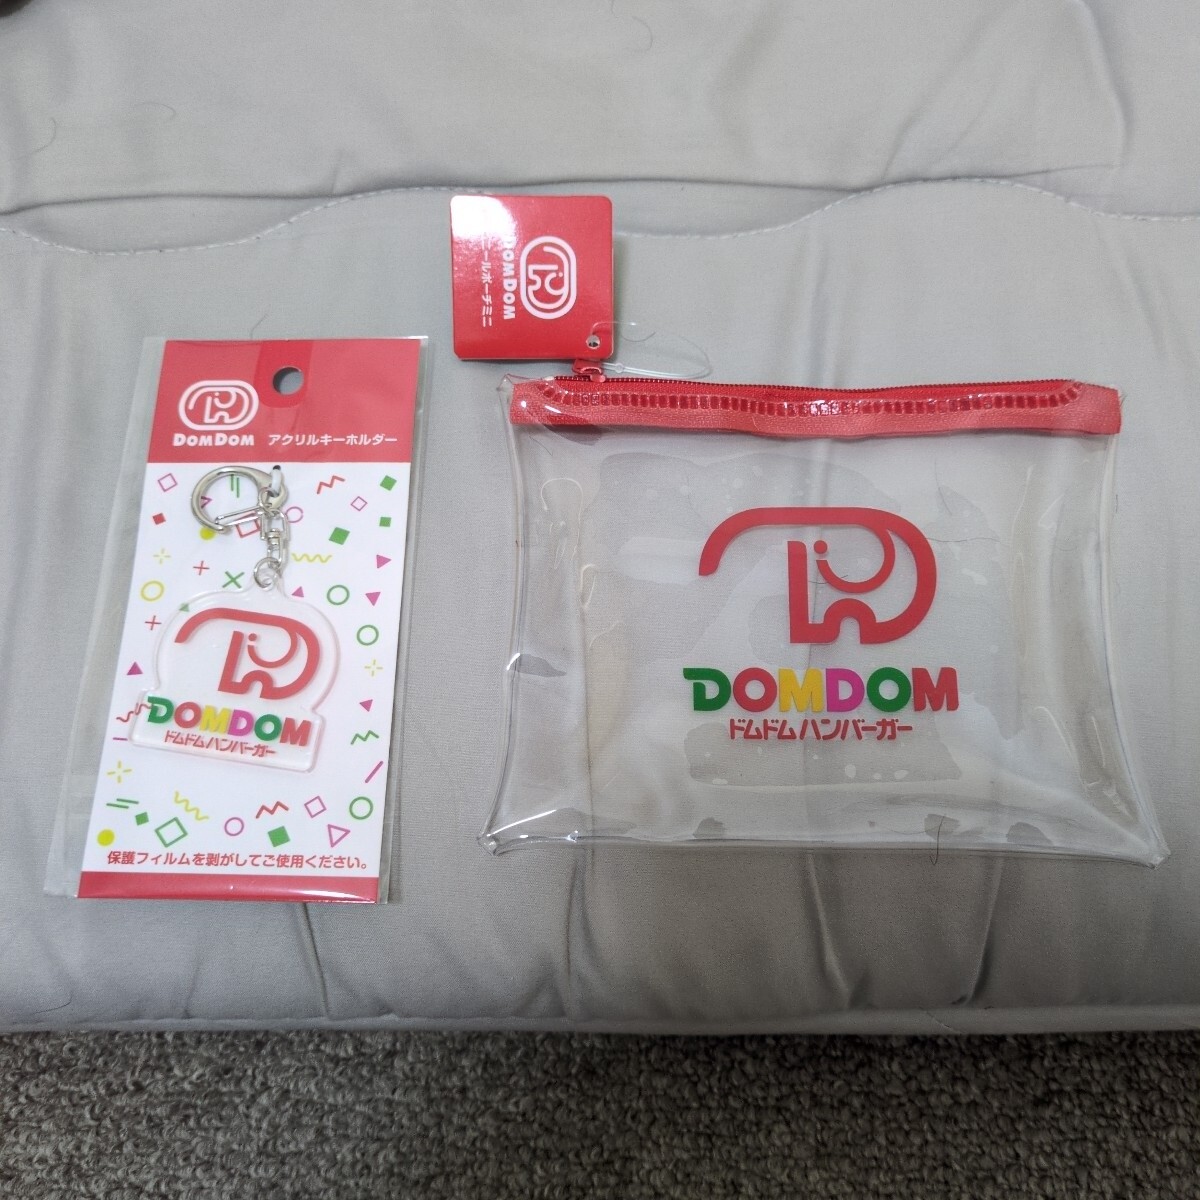 DOMDOM
アクリルキーホルダー
DOMDOM
ドムドムハンバーガー
保護フィルムを剥がしてご使用ください。
DOMDOM
ニールポーチミニ
DOMDOM
ドムドムハンバーガー